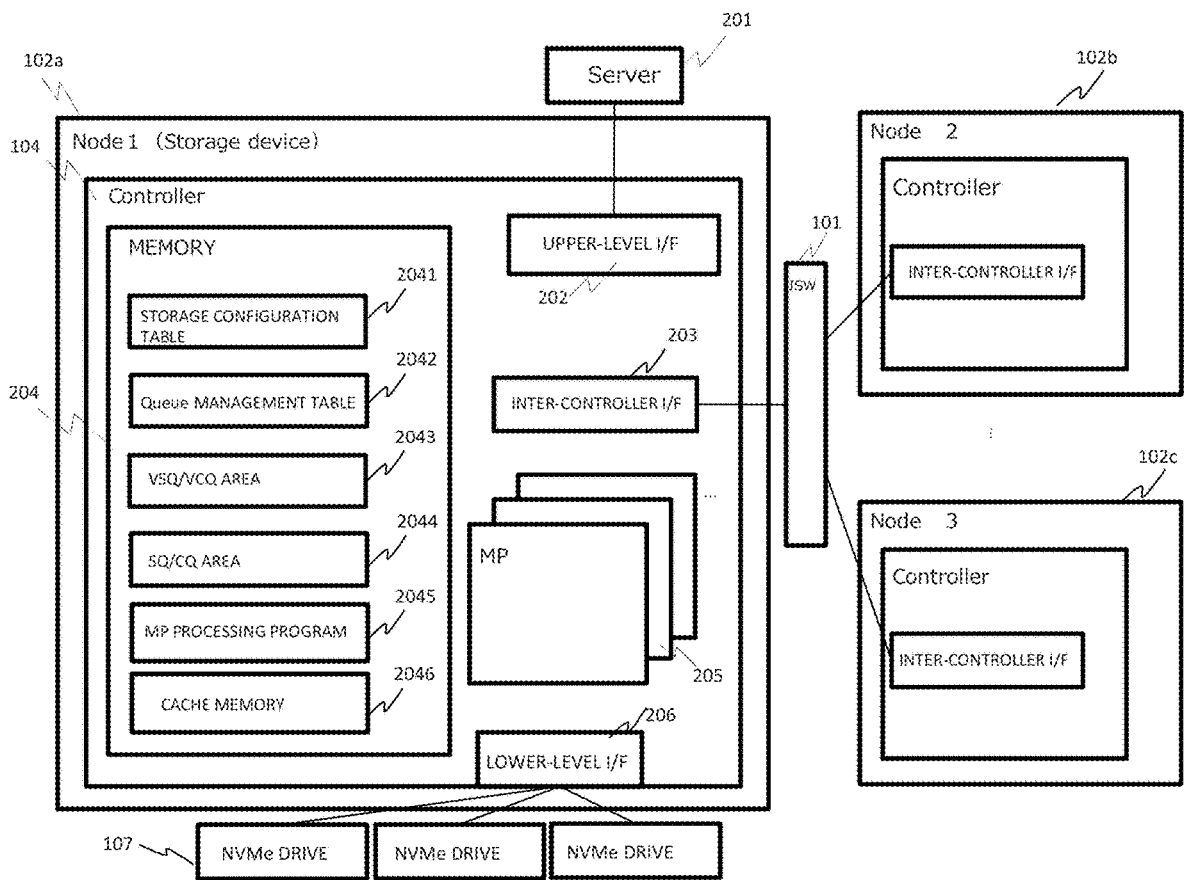 201
Server
102a
Node 1 (Storage device)
104
Controller
MEMORY
2041
STORAGE CONFIGURATION
TABLE
2042
Queue MANAGEMENT TABLE
204
2043
VSQ/VCQ AREA
2044
SQ/CQ AREA
2045
MP PROCESSING PROGRAM
2046
CACHE MEMORY
UPPER-LEVEL I/F
202
203
INTER-CONTROLLER I/F
...
MP
205
206
LOWER-LEVEL I/F
107
NVMe DRIVE
NVMe DRIVE
NVMe DRIVE
101
102b
Node 2
Controller
INTER-CONTROLLER I/F
...
102c
Node 3
Controller
INTER-CONTROLLER I/F